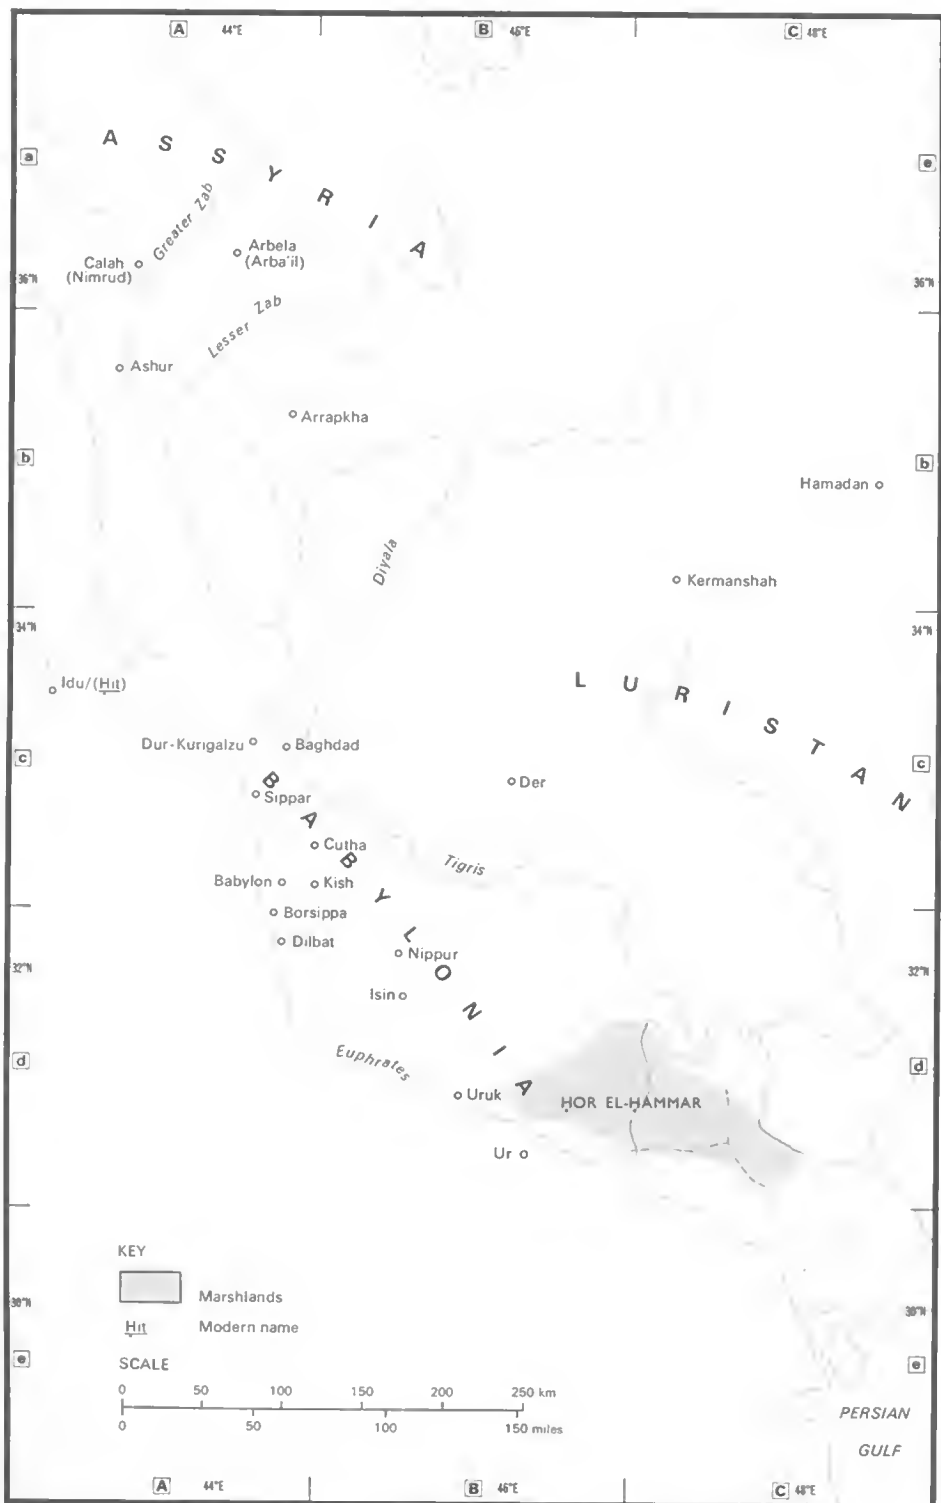 A 44°E B 46°E C 48°E
ASSYRIA
a
e
Greater Zab
Arbela
(Arba'il)
Calah
(Nimrud)
36°N
36°N
Lesser Zab
Ashur
Arrapkha
b
b
Hamadan
Diyala
Kermanshah
34°N
34°N
LURISTAN
Idu/(Hit)
Dur-Kurigalzu
Baghdad
c
c
BABYLONIA
Der
Sippar
Cutha
Tigris
Babylon
Kish
Borsippa
Dilbat
Nippur
32°N
32°N
Isin
Euphrates
d
d
Uruk
HOR EL-HAMMAR
Ur
KEY
Marshlands
30°N
30°N
Hit Modern name
e
e
SCALE
0 50 100 150 200 250 km
0 50 100 150 miles
PERSIAN
GULF
A 44°E B 46°E C 48°E